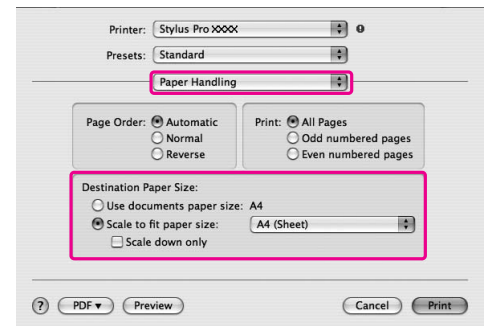 Printer: Stylus Pro XXXX
Presets: Standard
Paper Handling
Page Order: Automatic Print: All Pages
Normal Odd numbered pages
Reverse Even numbered pages
Destination Paper Size:
Use documents paper size: A4
Scale to fit paper size: A4 (Sheet)
Scale down only
? PDF ▼ Preview Cancel Print